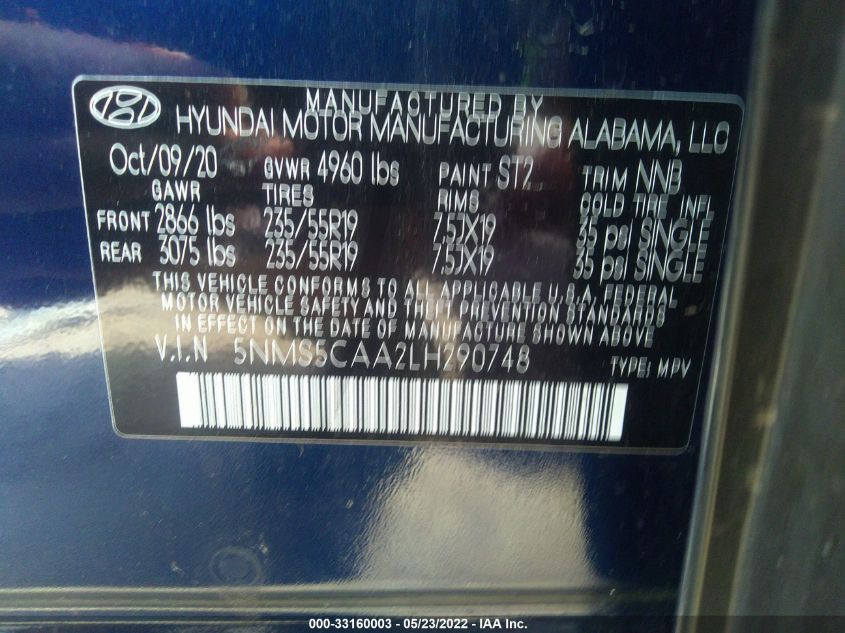 MANUFACTURED BY
HYUNDAI MOTOR MANUFACTURING ALABAMA, LLC
Oct/09/20 GVWR 4960 lbs PAINT ST2 TRIM NNB
GAWR TIRES RIMS COLD TIRE INFL
FRONT 2866 lbs 235/55R19 7.5JX19 35 psi SINGLE
REAR 3075 lbs 235/55R19 7.5JX19 35 psi SINGLE
THIS VEHICLE CONFORMS TO ALL APPLICABLE U.S.A. FEDERAL
MOTOR VEHICLE SAFETY AND THEFT PREVENTION STANDARDS
IN EFFECT ON THE DATE OF MANUFACTURE SHOWN ABOVE
V.I.N 5NMS5CAA2LH290748 TYPE: MPV
000-33160003 - 05/23/2022 - IAA Inc.